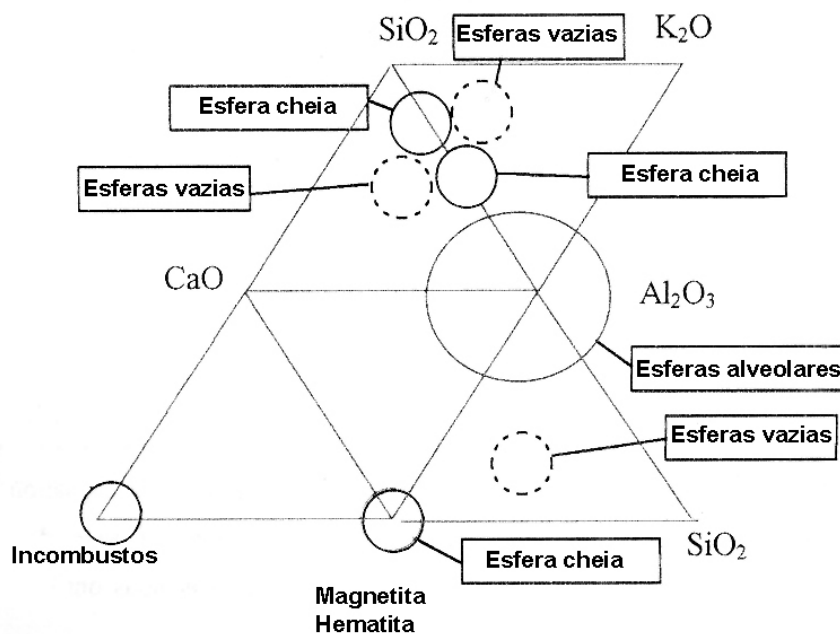 SiO₂
Esferas vazias
K₂O
Esfera cheia
Esferas vazias
Esfera cheia
CaO
Al₂O₃
Esferas alveolares
Esferas vazias
Incombustos
Esfera cheia
SiO₂
Magnetita
Hematita